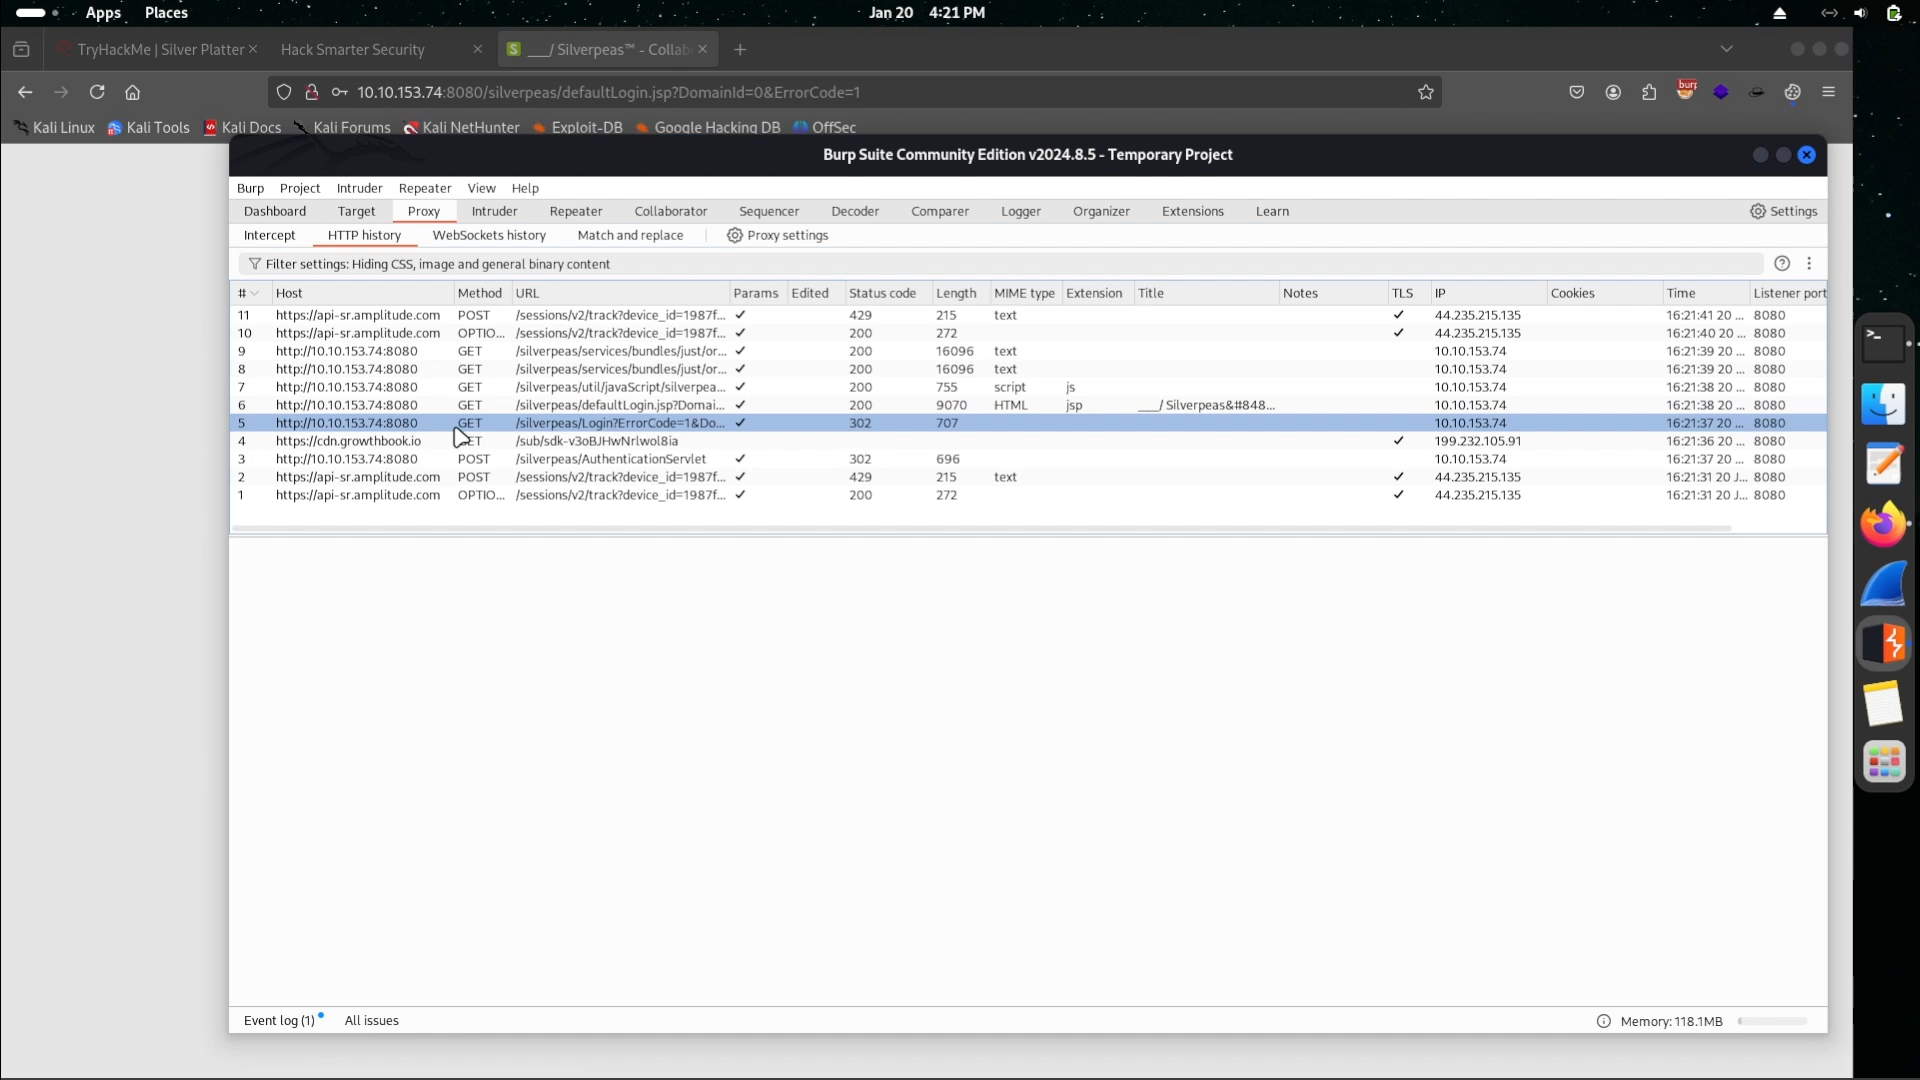 Apps Places Jan 20 4:21 PM
TryHackMe | Silver Platter Hack Smarter Security S ___/ Silverpeas™ - Collab
10.10.153.74:8080/silverpeas/defaultLogin.jsp?DomainId=0&ErrorCode=1 burp
Kali Linux Kali Tools Kali Docs Kali Forums Kali NetHunter Exploit-DB Google Hacking DB OffSec
Burp Suite Community Edition v2024.8.5 - Temporary Project
Burp Project Intruder Repeater View Help
Dashboard Target Proxy Intruder Repeater Collaborator Sequencer Decoder Comparer Logger Organizer Extensions Learn Settings
Intercept HTTP history WebSockets history Match and replace Proxy settings
Filter settings: Hiding CSS, image and general binary content
# Host Method URL Params Edited Status code Length MIME type Extension Title Notes TLS IP Cookies Time Listener port
11 https://api-sr.amplitude.com POST /sessions/v2/track?device_id=1987f... ✓ 429 215 text ✓ 44.235.215.135 16:21:41 20 ... 8080
10 https://api-sr.amplitude.com OPTIO... /sessions/v2/track?device_id=1987f... ✓ 200 272 ✓ 44.235.215.135 16:21:40 20 ... 8080
9 http://10.10.153.74:8080 GET /silverpeas/services/bundles/just/or... ✓ 200 16096 text 10.10.153.74 16:21:39 20 ... 8080
8 http://10.10.153.74:8080 GET /silverpeas/services/bundles/just/or... ✓ 200 16096 text 10.10.153.74 16:21:39 20 ... 8080
7 http://10.10.153.74:8080 GET /silverpeas/util/javaScript/silverpea... ✓ 200 755 script js 10.10.153.74 16:21:38 20 ... 8080
6 http://10.10.153.74:8080 GET /silverpeas/defaultLogin.jsp?Domai... ✓ 200 9070 HTML jsp ___/ Silverpeas&#848... 10.10.153.74 16:21:38 20 ... 8080
5 http://10.10.153.74:8080 GET /silverpeas/Login?ErrorCode=1&Do... ✓ 302 707 10.10.153.74 16:21:37 20 ... 8080
4 https://cdn.growthbook.io /sub/sdk-v3oBJHwNrlwol8ia ✓ 199.232.105.91 16:21:36 20 ... 8080
3 http://10.10.153.74:8080 POST /silverpeas/AuthenticationServlet ✓ 302 696 10.10.153.74 16:21:37 20 ... 8080
2 https://api-sr.amplitude.com POST /sessions/v2/track?device_id=1987f... ✓ 429 215 text ✓ 44.235.215.135 16:21:31 20 J... 8080
1 https://api-sr.amplitude.com OPTIO... /sessions/v2/track?device_id=1987f... ✓ 200 272 ✓ 44.235.215.135 16:21:31 20 J... 8080
Event log (1) All issues Memory: 118.1MB